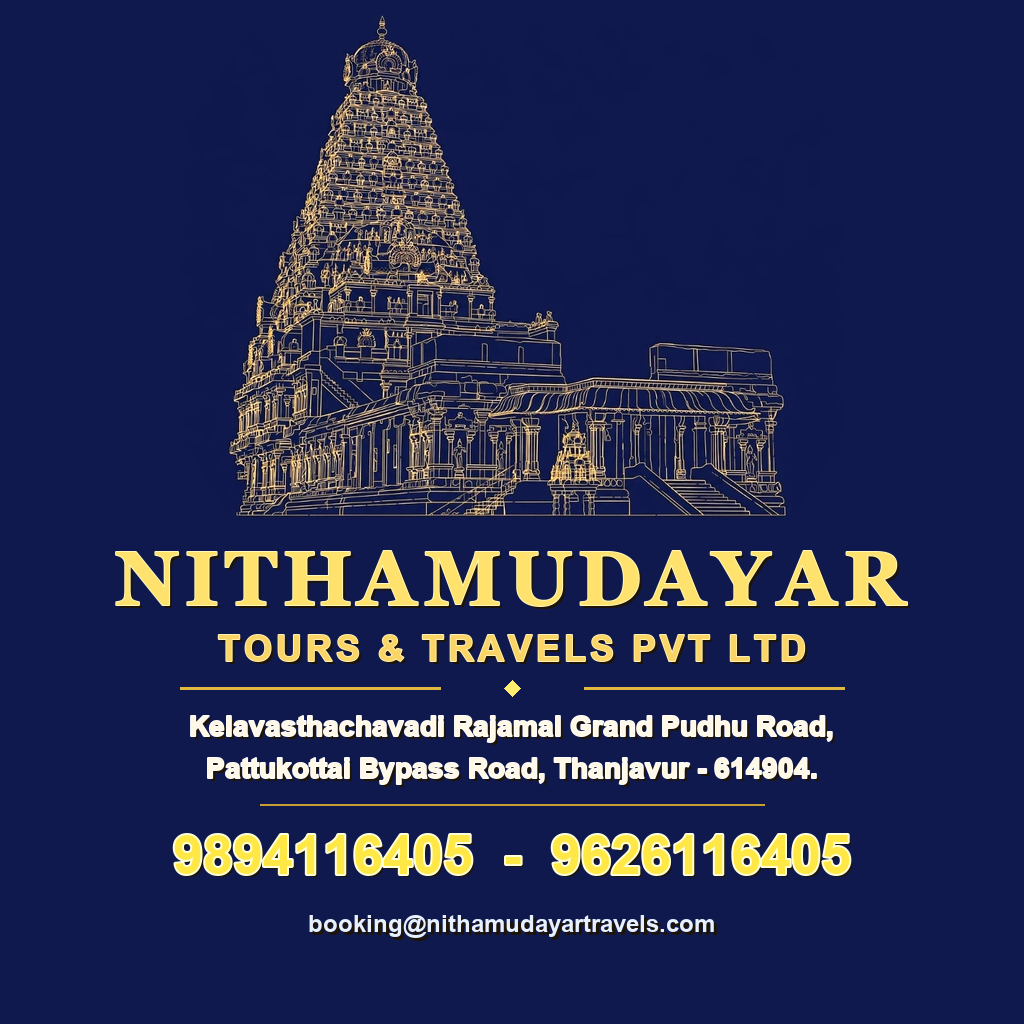 NITHAMUDAYAR
TOURS & TRAVELS PVT LTD
Kelavasthachavadi Rajamal Grand Pudhu Road,
Pattukottai Bypass Road, Thanjavur - 614904.
9894116405 - 9626116405
booking@nithamudayartravels.com